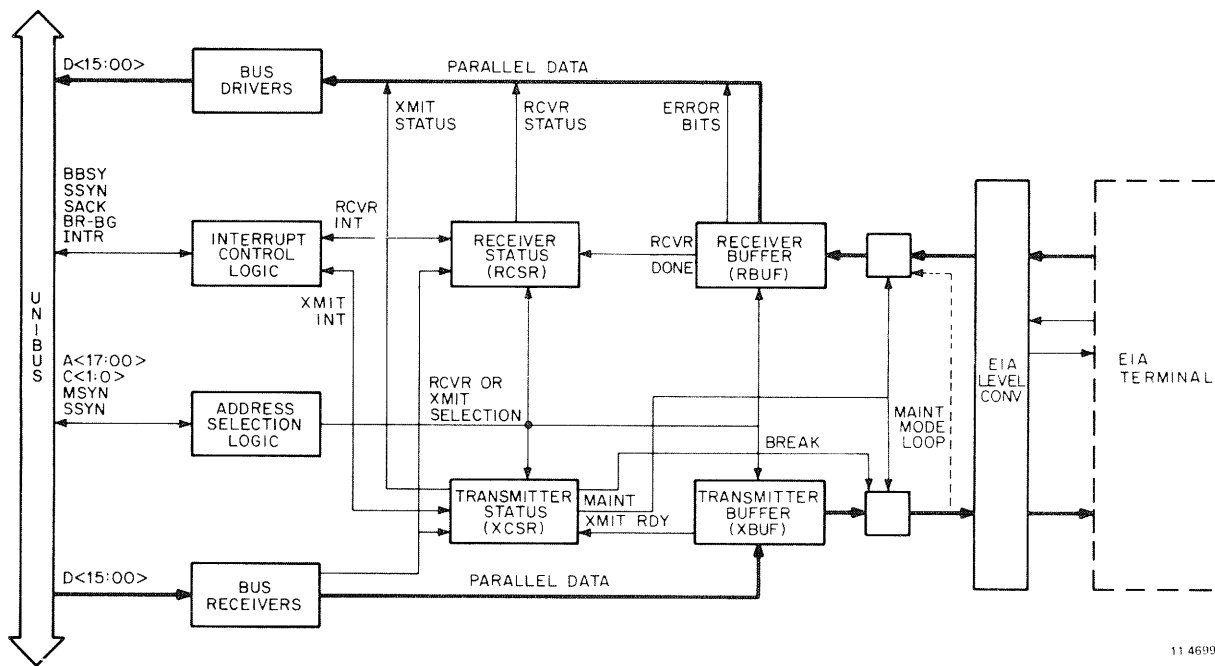 D<15:00>
BUS
DRIVERS
PARALLEL DATA
XMIT
STATUS
RCVR
STATUS
ERROR
BITS
BBSY
SSYN
SACK
BR-BG
INTR
INTERRUPT
CONTROL
LOGIC
RCVR
INT
XMIT
INT
RECEIVER
STATUS
(RCSR)
RCVR
DONE
RECEIVER
BUFFER
(RBUF)
UNIBUS
A<17:00>
C<1:0>
MSYN
SSYN
ADDRESS
SELECTION
LOGIC
RCVR OR
XMIT
SELECTION
BREAK
MAINT
MODE
LOOP
EIA
LEVEL
CONV
EIA
TERMINAL
TRANSMITTER
STATUS
(XCSR)
MAINT
XMIT RDY
TRANSMITTER
BUFFER
(XBUF)
D<15:00>
BUS
RECEIVERS
PARALLEL DATA
11 4699